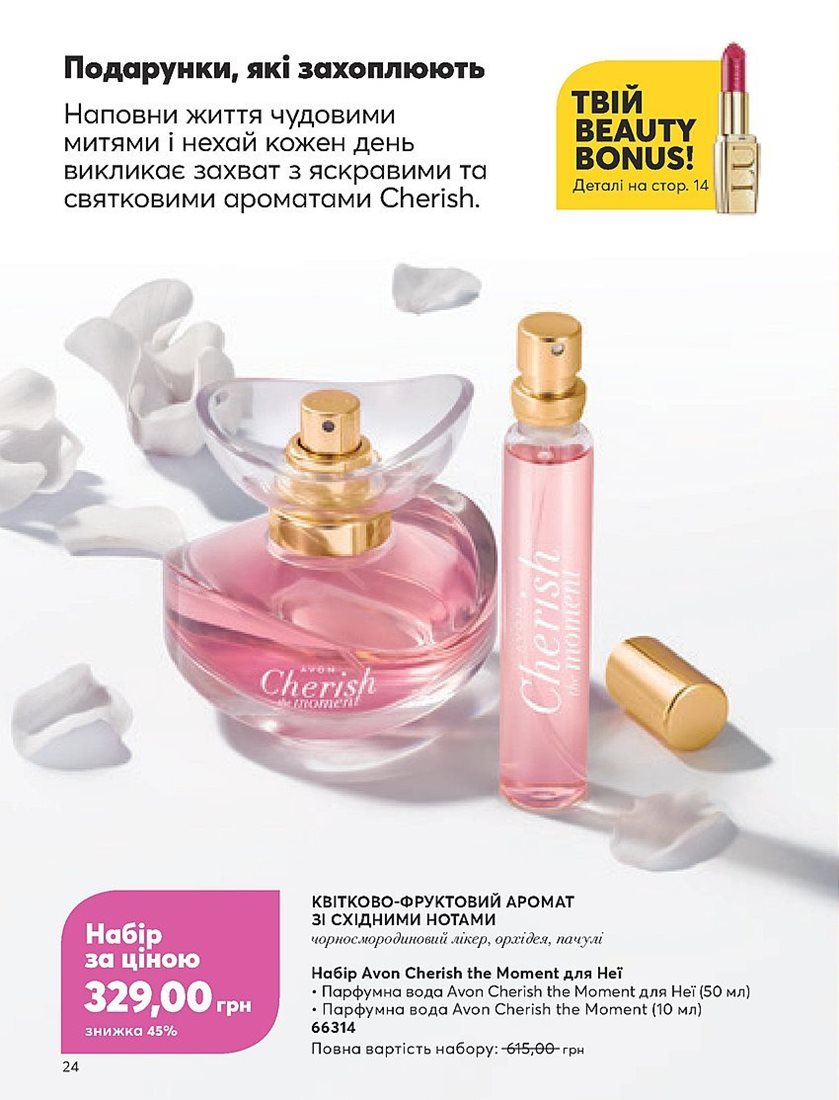 Подарунки, які захоплюють
Наповни життя чудовими
митями і нехай кожен день
викликає захват з яскравими та
святковими ароматами Cherish.
ТВІЙ
BEAUTY
BONUS!
Деталі на стор. 14
LU
AVON
Cherish
the moment
AVON
Cherish
the moment
Набір
за ціною
329,00 грн
знижка 45%
КВІТКОВО-ФРУКТОВИЙ АРОМАТ
ЗІ СХІДНИМИ НОТАМИ
чорносмородиновий лікер, орхідея, пачулі
Набір Avon Cherish the Moment для Неї
• Парфумна вода Avon Cherish the Moment для Неї (50 мл)
• Парфумна вода Avon Cherish the Moment (10 мл)
66314
Повна вартість набору: 615,00 грн
24